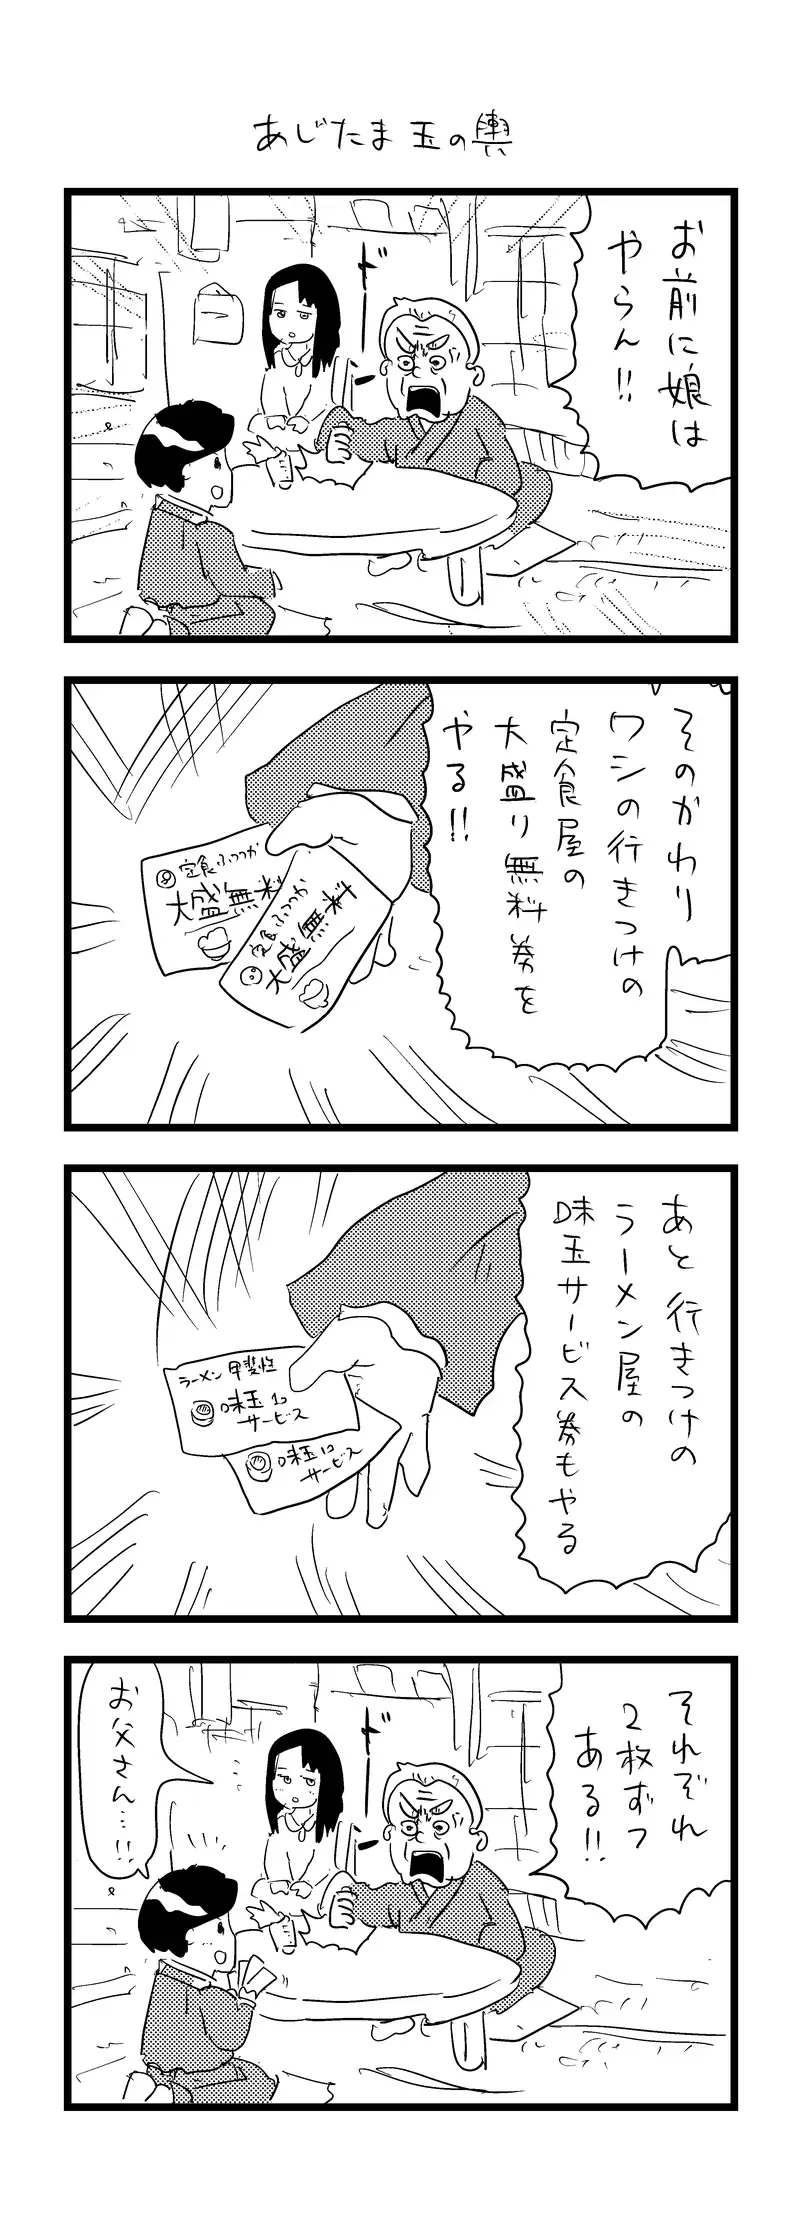 あじたま玉の輿
お前に娘は
やらん!!
ドーーン
そのかわり
ワシの行きつけの
定食屋の
大盛り無料券を
やる!!
定食ふつつか
大盛無料
定食ふつつか
大盛無料
あと行きつけの
ラーメン屋の
味玉サービス券もやる
ラーメン甲斐性
味玉1コ
サービス
味玉1コ
サービス
それぞれ
2枚ずつ
ある!!
ドーーン
お父さん…!!